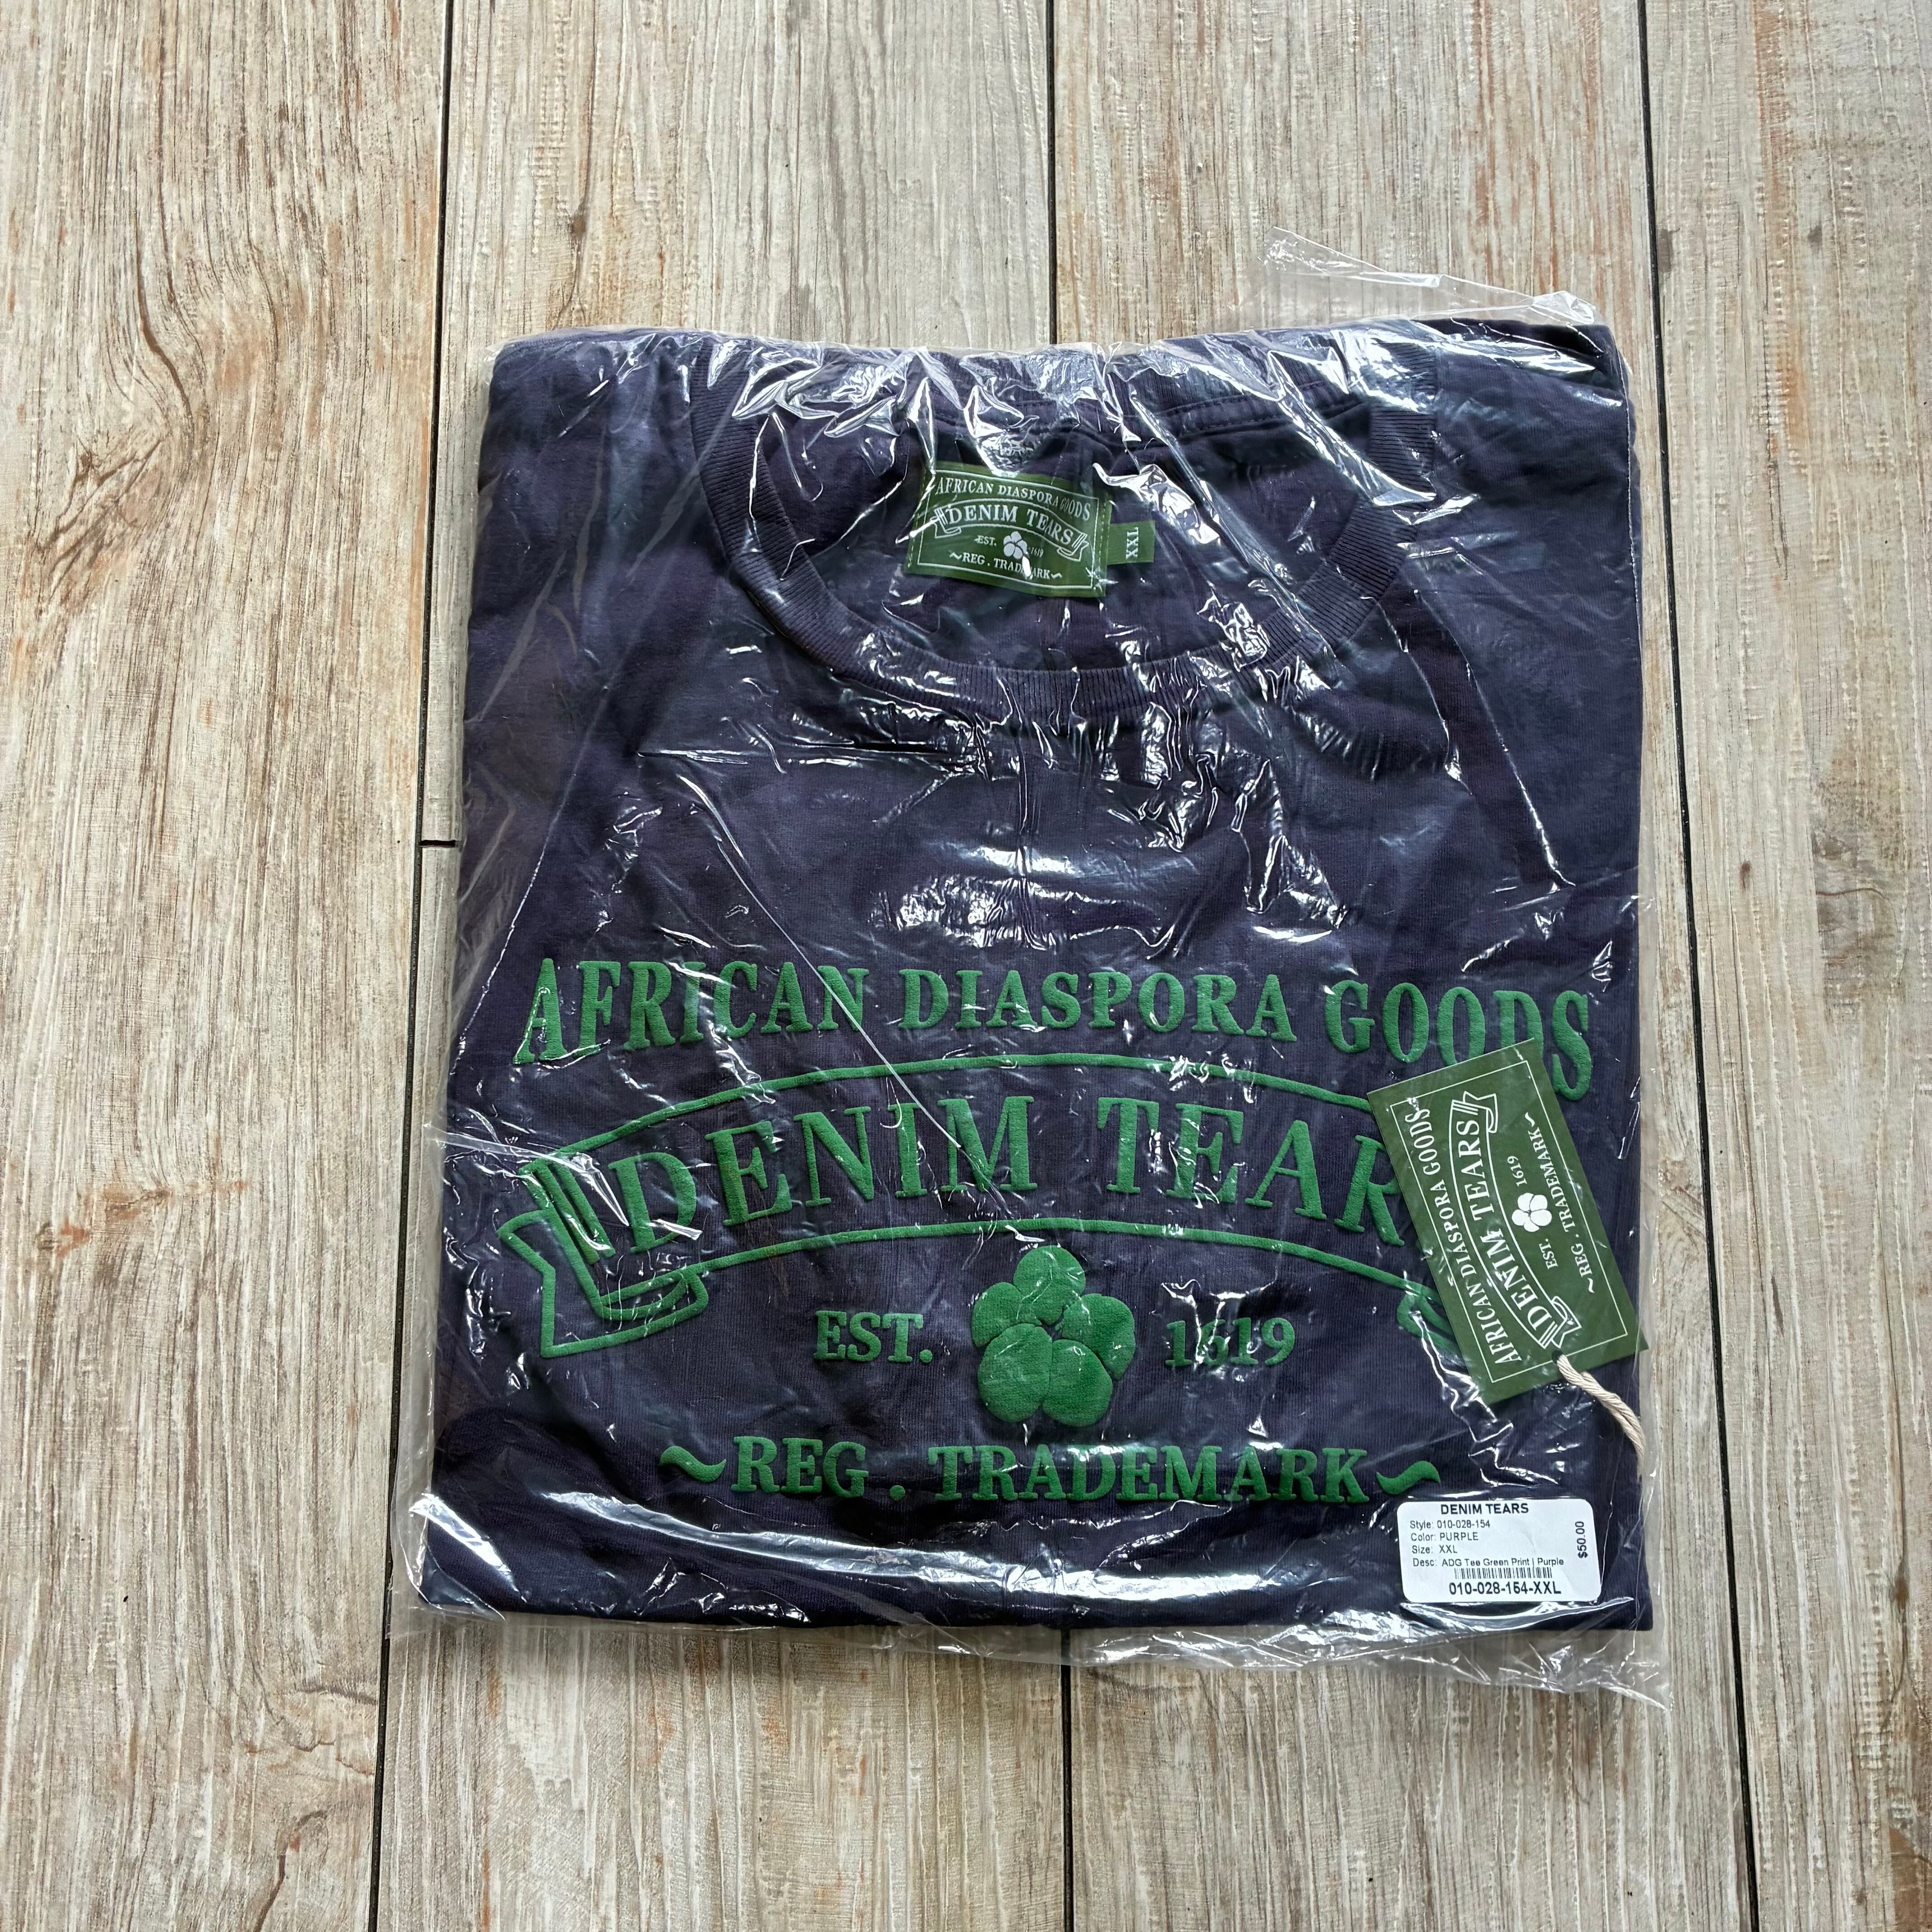 AFRICAN DIASPORA GOODS
DENIM TEARS
EST. 1619
~REG. TRADEMARK~
XXL
AFRICAN DIASPORA GOODS
DENIM TEAR
EST. 1619
~REG . TRADEMARK~
AFRICAN DIASPORA GOODS
DENIM TEARS
EST. 1619
~REG. TRADEMARK~
DENIM TEARS
Style: 010-028-154
Color: PURPLE
Size: XXL
Desc: ADG Tee Green Print | Purple
$50.00
010-028-154-XXL